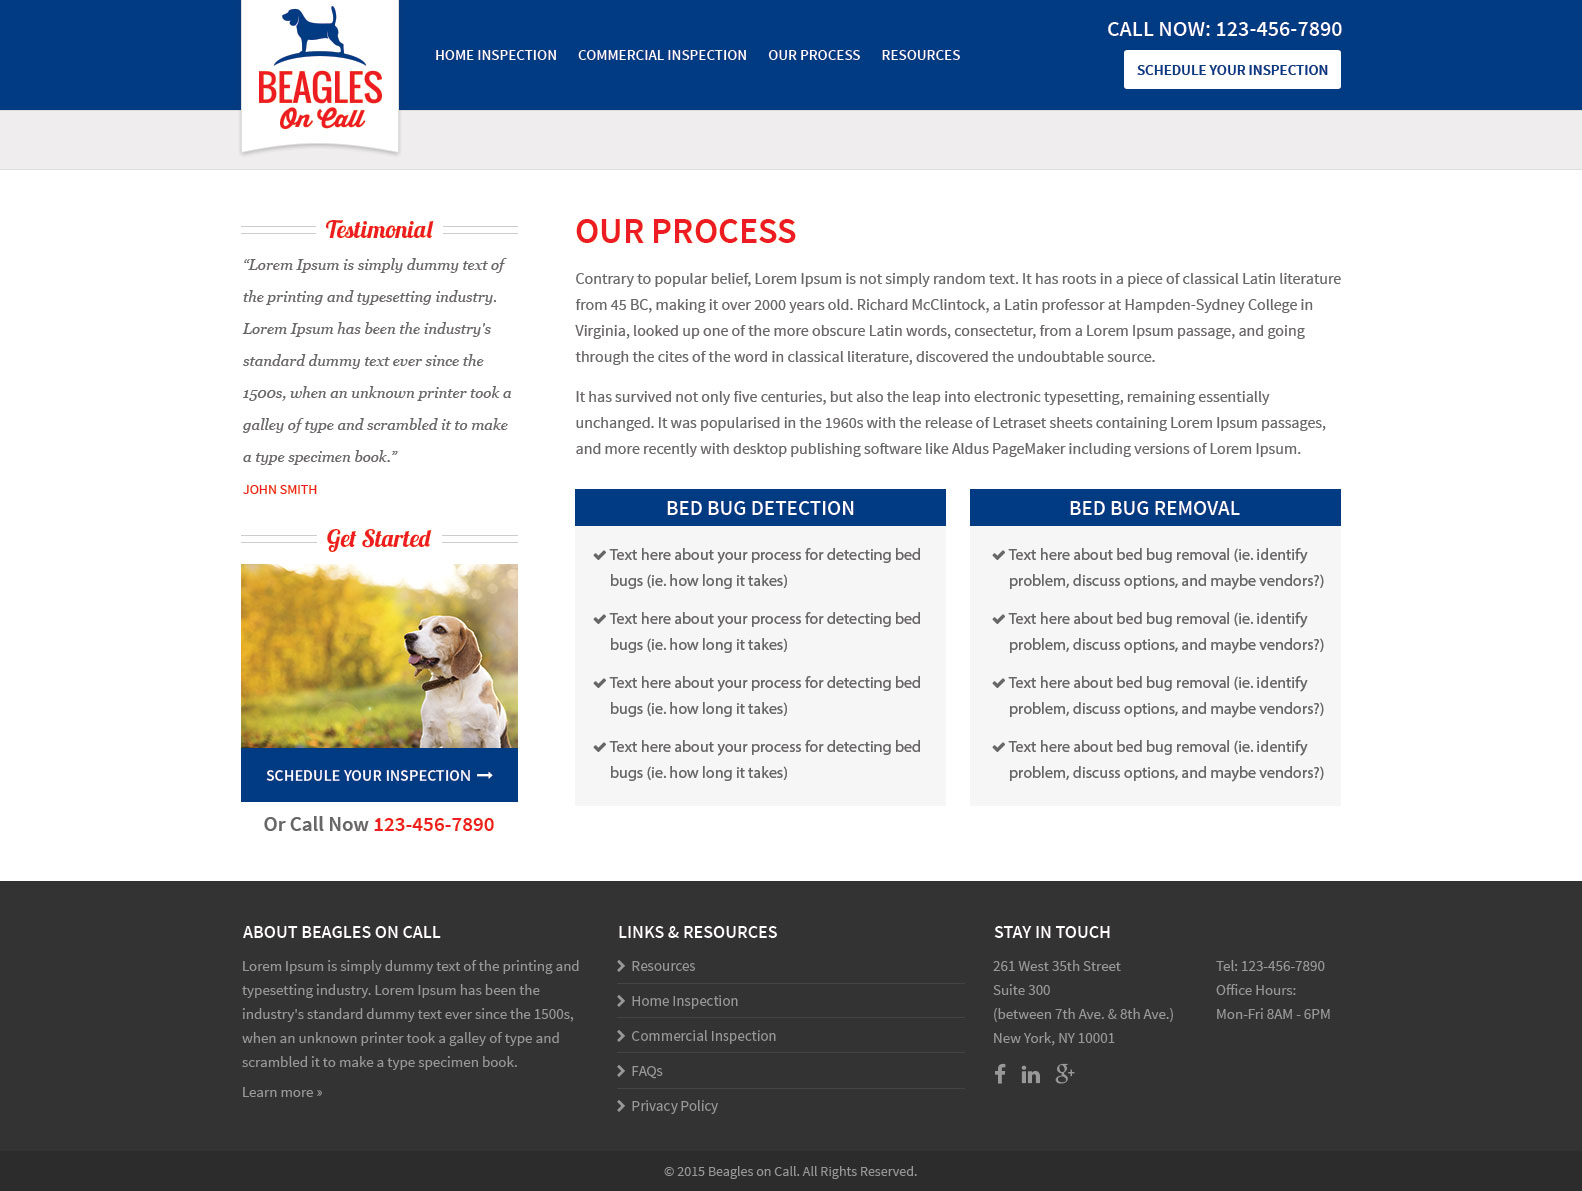 BEAGLES
On Call
HOME INSPECTION COMMERCIAL INSPECTION OUR PROCESS RESOURCES
CALL NOW: 123-456-7890
SCHEDULE YOUR INSPECTION
Testimonial
“Lorem Ipsum is simply dummy text of
the printing and typesetting industry.
Lorem Ipsum has been the industry's
standard dummy text ever since the
1500s, when an unknown printer took a
galley of type and scrambled it to make
a type specimen book.”
JOHN SMITH
Get Started
SCHEDULE YOUR INSPECTION
Or Call Now 123-456-7890
OUR PROCESS
Contrary to popular belief, Lorem Ipsum is not simply random text. It has roots in a piece of classical Latin literature
from 45 BC, making it over 2000 years old. Richard McClintock, a Latin professor at Hampden-Sydney College in
Virginia, looked up one of the more obscure Latin words, consectetur, from a Lorem Ipsum passage, and going
through the cites of the word in classical literature, discovered the undoubtable source.
It has survived not only five centuries, but also the leap into electronic typesetting, remaining essentially
unchanged. It was popularised in the 1960s with the release of Letraset sheets containing Lorem Ipsum passages,
and more recently with desktop publishing software like Aldus PageMaker including versions of Lorem Ipsum.
BED BUG DETECTION
Text here about your process for detecting bed
bugs (ie. how long it takes)
Text here about your process for detecting bed
bugs (ie. how long it takes)
Text here about your process for detecting bed
bugs (ie. how long it takes)
Text here about your process for detecting bed
bugs (ie. how long it takes)
BED BUG REMOVAL
Text here about bed bug removal (ie. identify
problem, discuss options, and maybe vendors?)
Text here about bed bug removal (ie. identify
problem, discuss options, and maybe vendors?)
Text here about bed bug removal (ie. identify
problem, discuss options, and maybe vendors?)
Text here about bed bug removal (ie. identify
problem, discuss options, and maybe vendors?)
ABOUT BEAGLES ON CALL
Lorem Ipsum is simply dummy text of the printing and
typesetting industry. Lorem Ipsum has been the
industry's standard dummy text ever since the 1500s,
when an unknown printer took a galley of type and
scrambled it to make a type specimen book.
Learn more »
LINKS & RESOURCES
Resources
Home Inspection
Commercial Inspection
FAQs
Privacy Policy
STAY IN TOUCH
261 West 35th Street
Suite 300
(between 7th Ave. & 8th Ave.)
New York, NY 10001
Tel: 123-456-7890
Office Hours:
Mon-Fri 8AM - 6PM
© 2015 Beagles on Call. All Rights Reserved.